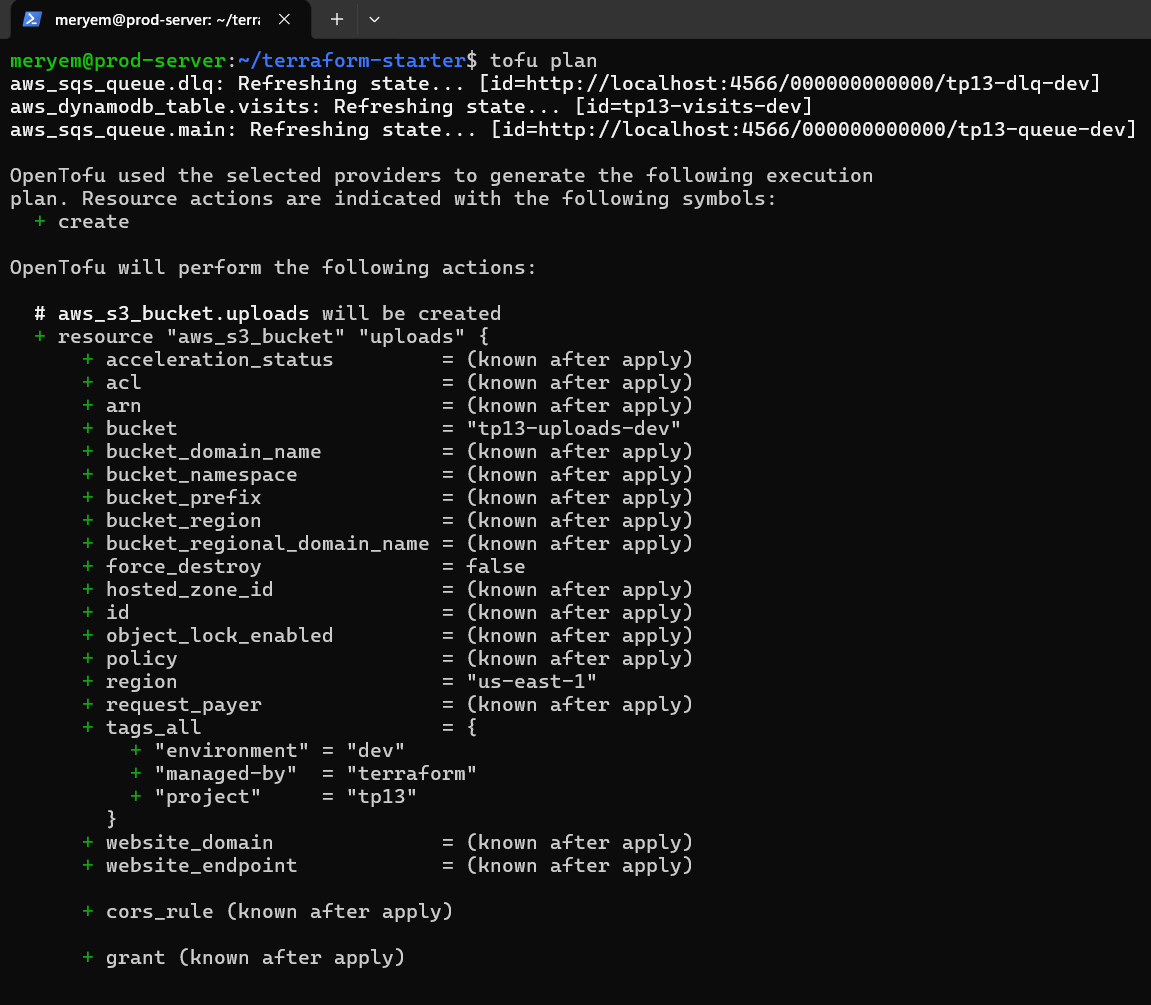 meryem@prod-server: ~/terra
meryem@prod-server:~/terraform-starter$ tofu plan
aws_sqs_queue.dlq: Refreshing state... [id=http://localhost:4566/000000000000/tp13-dlq-dev]
aws_dynamodb_table.visits: Refreshing state... [id=tp13-visits-dev]
aws_sqs_queue.main: Refreshing state... [id=http://localhost:4566/000000000000/tp13-queue-dev]

OpenTofu used the selected providers to generate the following execution
plan. Resource actions are indicated with the following symbols:
  + create

OpenTofu will perform the following actions:

  # aws_s3_bucket.uploads will be created
  + resource "aws_s3_bucket" "uploads" {
      + acceleration_status         = (known after apply)
      + acl                         = (known after apply)
      + arn                         = (known after apply)
      + bucket                      = "tp13-uploads-dev"
      + bucket_domain_name          = (known after apply)
      + bucket_namespace            = (known after apply)
      + bucket_prefix               = (known after apply)
      + bucket_region               = (known after apply)
      + bucket_regional_domain_name = (known after apply)
      + force_destroy               = false
      + hosted_zone_id              = (known after apply)
      + id                          = (known after apply)
      + object_lock_enabled         = (known after apply)
      + policy                      = (known after apply)
      + region                      = "us-east-1"
      + request_payer               = (known after apply)
      + tags_all                    = {
          + "environment" = "dev"
          + "managed-by"  = "terraform"
          + "project"     = "tp13"
        }
      + website_domain              = (known after apply)
      + website_endpoint            = (known after apply)

      + cors_rule (known after apply)

      + grant (known after apply)